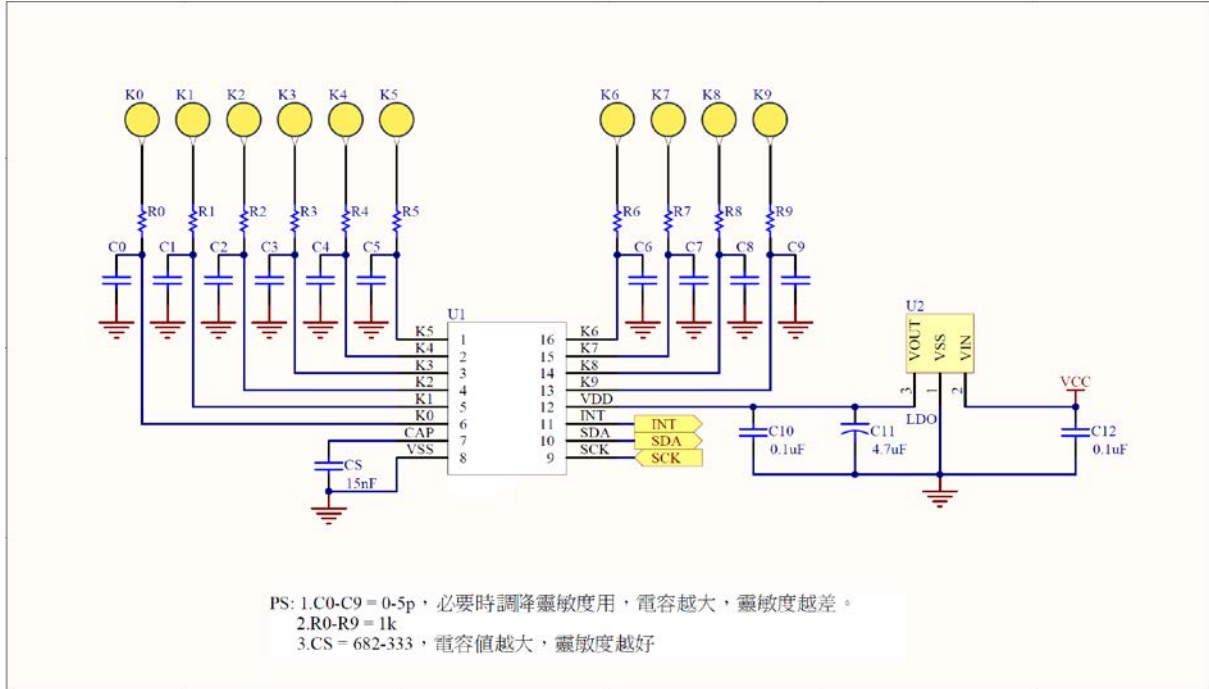 K0 K1 K2 K3 K4 K5 K6 K7 K8 K9
R0 R1 R2 R3 R4 R5 R6 R7 R8 R9
C0 C1 C2 C3 C4 C5 C6 C7 C8 C9
U1
K5 1 16 K6
K4 2 15 K7
K3 3 14 K8
K2 4 13 K9
K1 5 12 VDD
K0 6 11 INT INT
CAP 7 10 SDA SDA
VSS 8 9 SCK SCK
CS
15nF
U2
VOUT VSS VIN
3 1 2
LDO
VCC
C10
0.1uF
C11
4.7uF
C12
0.1uF
PS: 1.C0-C9 = 0-5p，必要時調降靈敏度用，電容越大，靈敏度越差。
2.R0-R9 = 1k
3.CS = 682-333，電容值越大，靈敏度越好